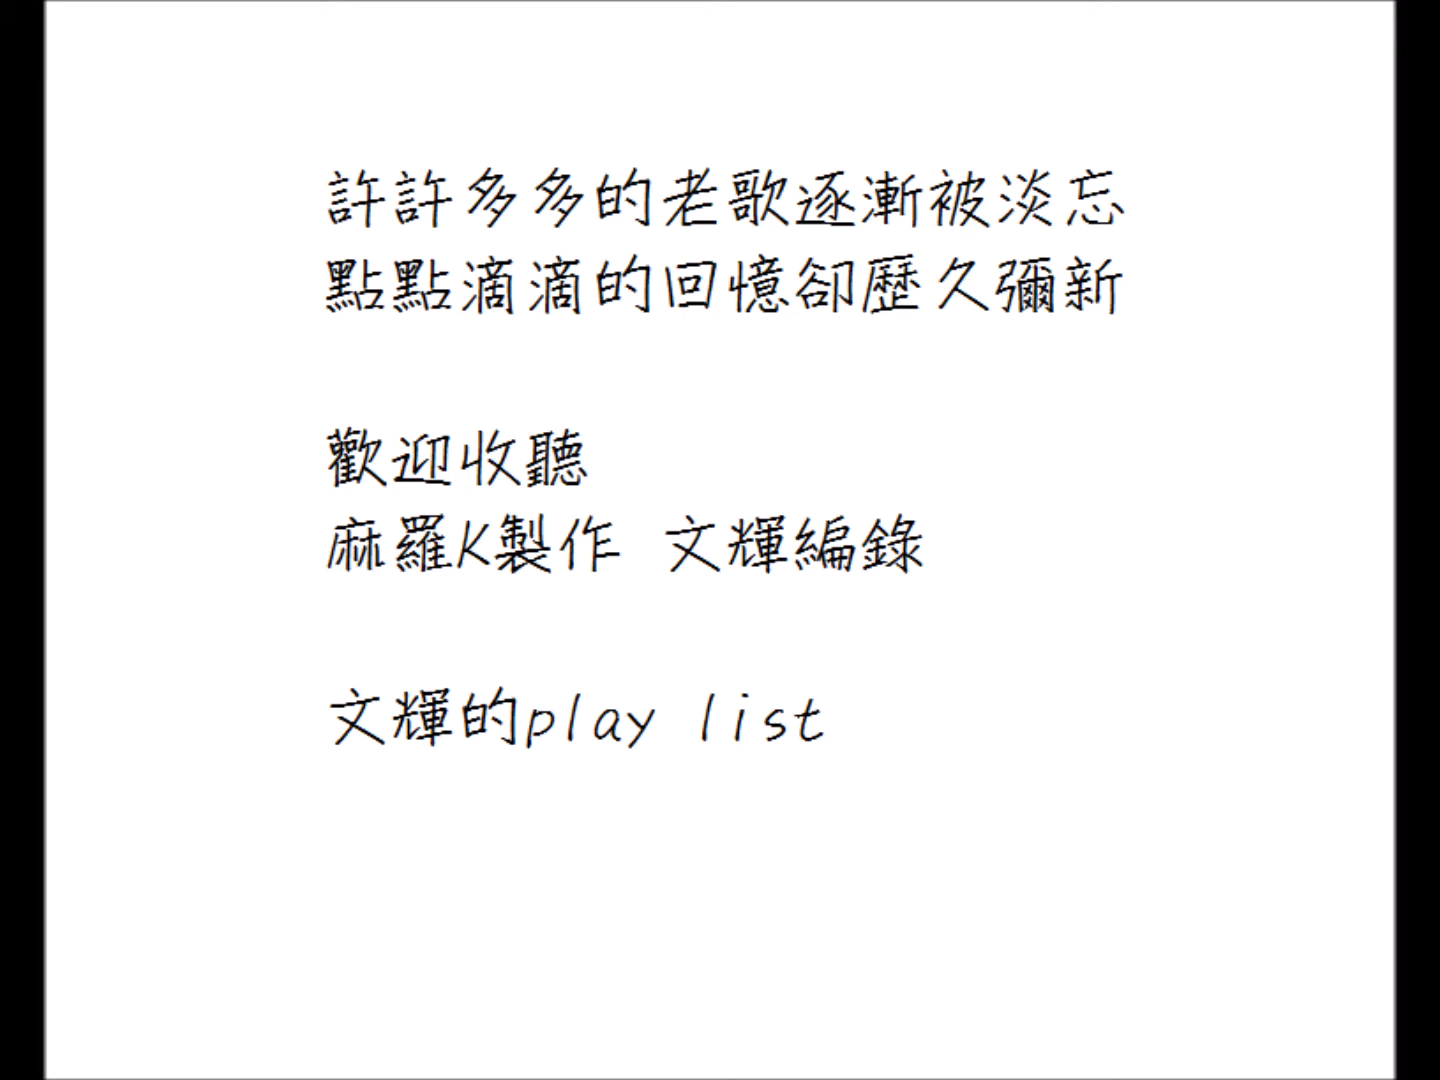 許許多多的老歌逐漸被淡忘
點點滴滴的回憶卻歷久彌新
歡迎收聽
麻羅K製作 文輝編錄
文輝的play list